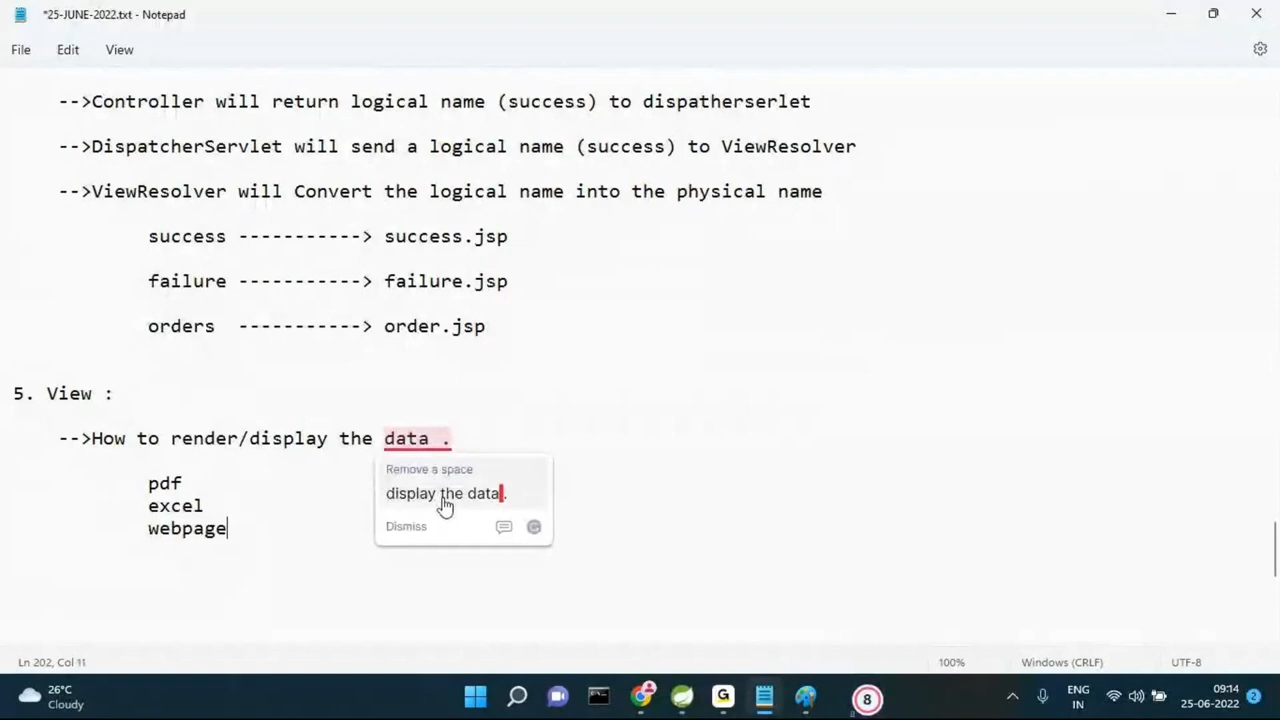 *25-JUNE-2022.txt - Notepad
File Edit View
-->Controller will return logical name (success) to dispatherserlet
-->DispatcherServlet will send a logical name (success) to ViewResolver
-->ViewResolver will Convert the logical name into the physical name
success -----------> success.jsp
failure -----------> failure.jsp
orders -----------> order.jsp
5. View :
-->How to render/display the data .
Remove a space
pdf
display the data .
excel
Dismiss
webpage
Ln 202, Col 11
100%
Windows (CRLF)
UTF-8
26°C
Cloudy
G
8
ENG
IN
09:14
25-06-2022
2